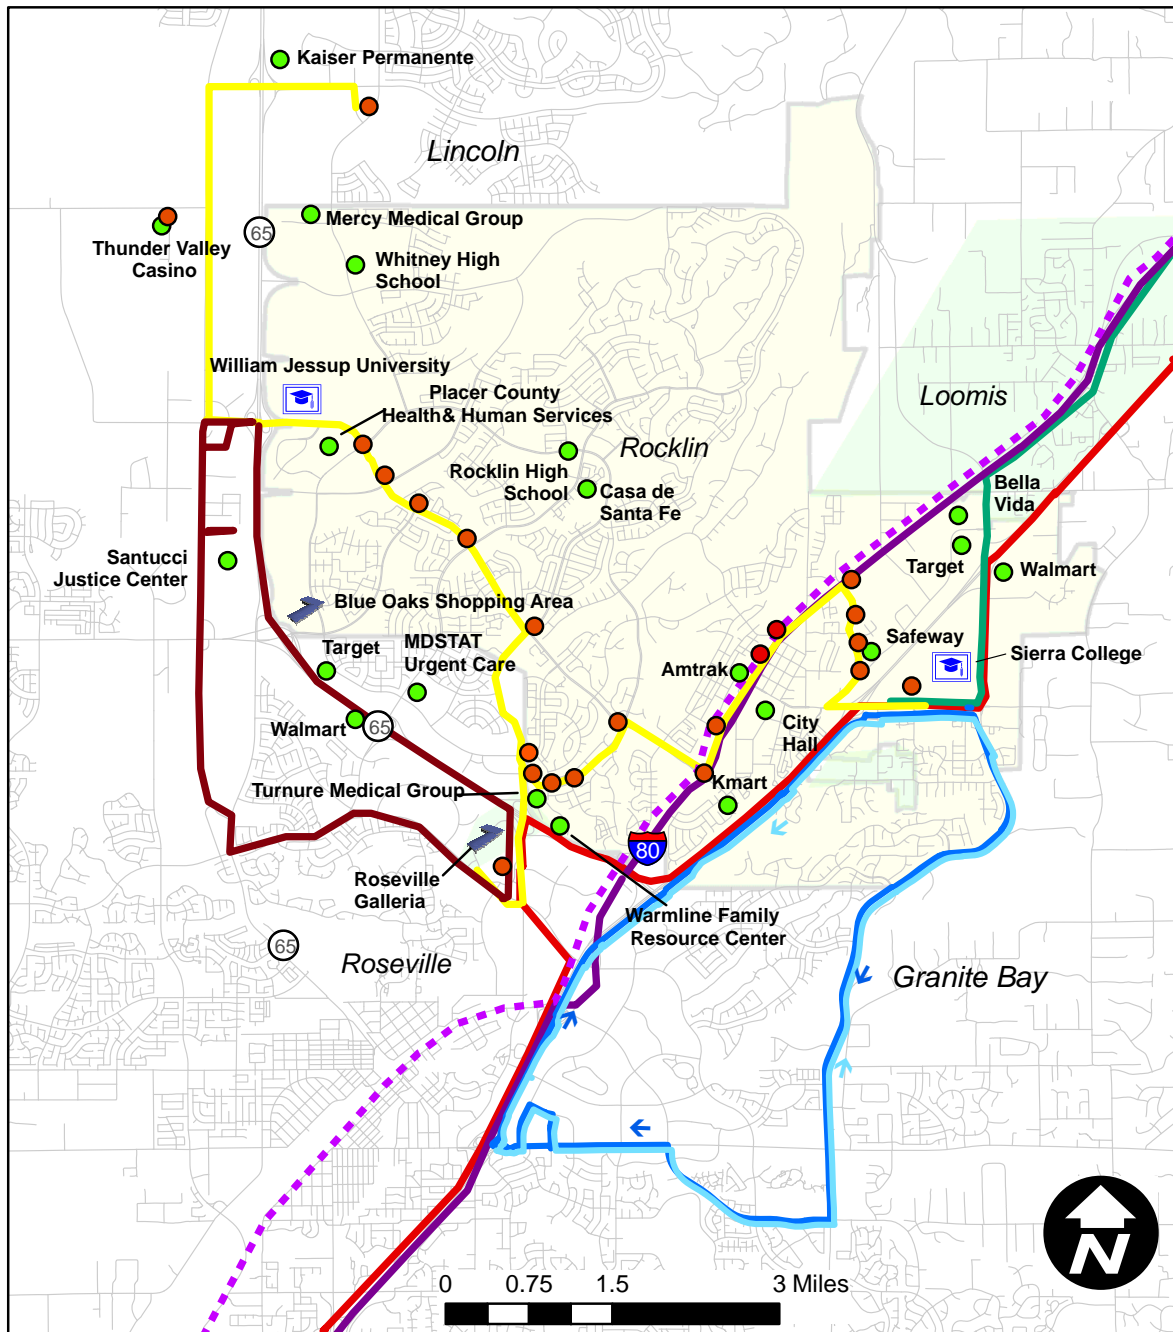 Kaiser Permanente
Lincoln
Mercy Medical Group
65
Thunder Valley
Casino
Whitney High
School
William Jessup University
Placer County
Health& Human Services
Loomis
Rocklin
Rocklin High
School
Casa de
Santa Fe
Bella
Vida
Santucci
Justice Center
Target
Walmart
Blue Oaks Shopping Area
Target
MDSTAT
Urgent Care
Safeway
Sierra College
Amtrak
Walmart
65
City
Hall
Turnure Medical Group
Kmart
80
Roseville
Galleria
Warmline Family
Resource Center
65
Roseville
Granite Bay
N
0 0.75 1.5 3 Miles